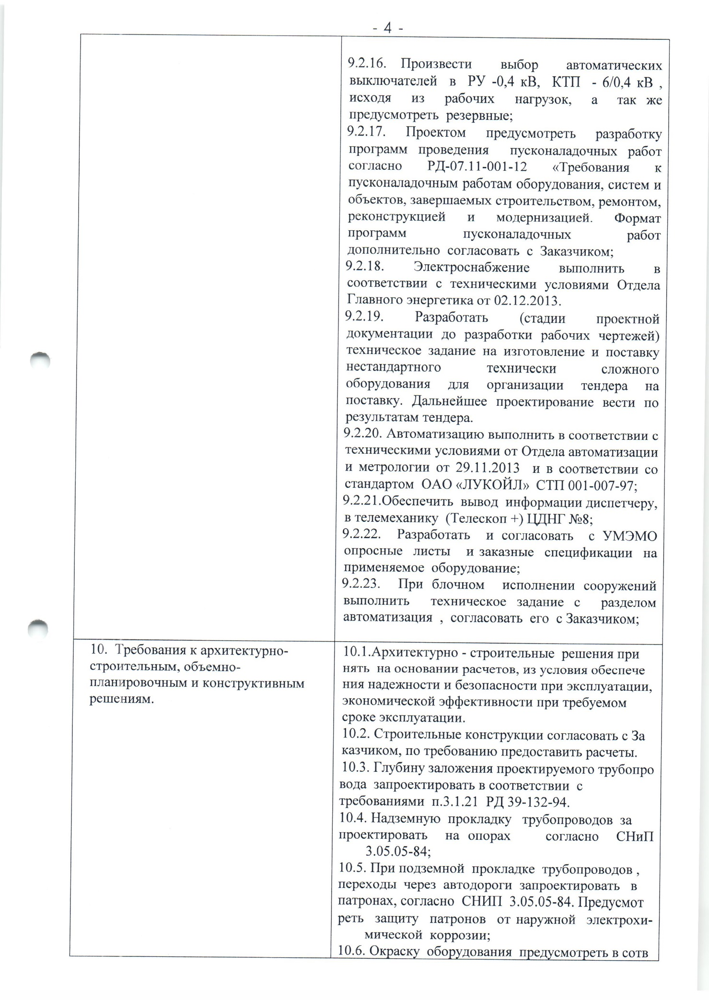 - 4 -
9.2.16. Произвести выбор автоматических
выключателей в РУ -0,4 кВ, КТП - 6/0,4 кВ ,
исходя из рабочих нагрузок, а так же
предусмотреть резервные;
9.2.17. Проектом предусмотреть разработку
программ проведения пусконаладочных работ
согласно РД-07.11-001-12 «Требования к
пусконаладочным работам оборудования, систем и
объектов, завершаемых строительством, ремонтом,
реконструкцией и модернизацией. Формат
программ пусконаладочных работ
дополнительно согласовать с Заказчиком;
9.2.18. Электроснабжение выполнить в
соответствии с техническими условиями Отдела
Главного энергетика от 02.12.2013.
9.2.19. Разработать (стадии проектной
документации до разработки рабочих чертежей)
техническое задание на изготовление и поставку
нестандартного технически сложного
оборудования для организации тендера на
поставку. Дальнейшее проектирование вести по
результатам тендера.
9.2.20. Автоматизацию выполнить в соответствии с
техническими условиями от Отдела автоматизации
и метрологии от 29.11.2013 и в соответствии со
стандартом ОАО «ЛУКОЙЛ» СТП 001-007-97;
9.2.21.Обеспечить вывод информации диспетчеру,
в телемеханику (Телескоп +) ЦДНГ №8;
9.2.22. Разработать и согласовать с УМЭМО
опросные листы и заказные спецификации на
применяемое оборудование;
9.2.23. При блочном исполнении сооружений
выполнить техническое задание с разделом
автоматизация , согласовать его с Заказчиком;
10. Требования к архитектурно-
строительным, объемно-
планировочным и конструктивным
решениям.
10.1.Архитектурно - строительные решения при
нять на основании расчетов, из условия обеспече
ния надежности и безопасности при эксплуатации,
экономической эффективности при требуемом
сроке эксплуатации.
10.2. Строительные конструкции согласовать с За
казчиком, по требованию предоставить расчеты.
10.3. Глубину заложения проектируемого трубопро
вода запроектировать в соответствии с
требованиями п.3.1.21 РД 39-132-94.
10.4. Надземную прокладку трубопроводов за
проектировать на опорах согласно СНиП
3.05.05-84;
10.5. При подземной прокладке трубопроводов ,
переходы через автодороги запроектировать в
патронах, согласно СНИП 3.05.05-84. Предусмот
реть защиту патронов от наружной электрохи-
мической коррозии;
10.6. Окраску оборудования предусмотреть в сотв